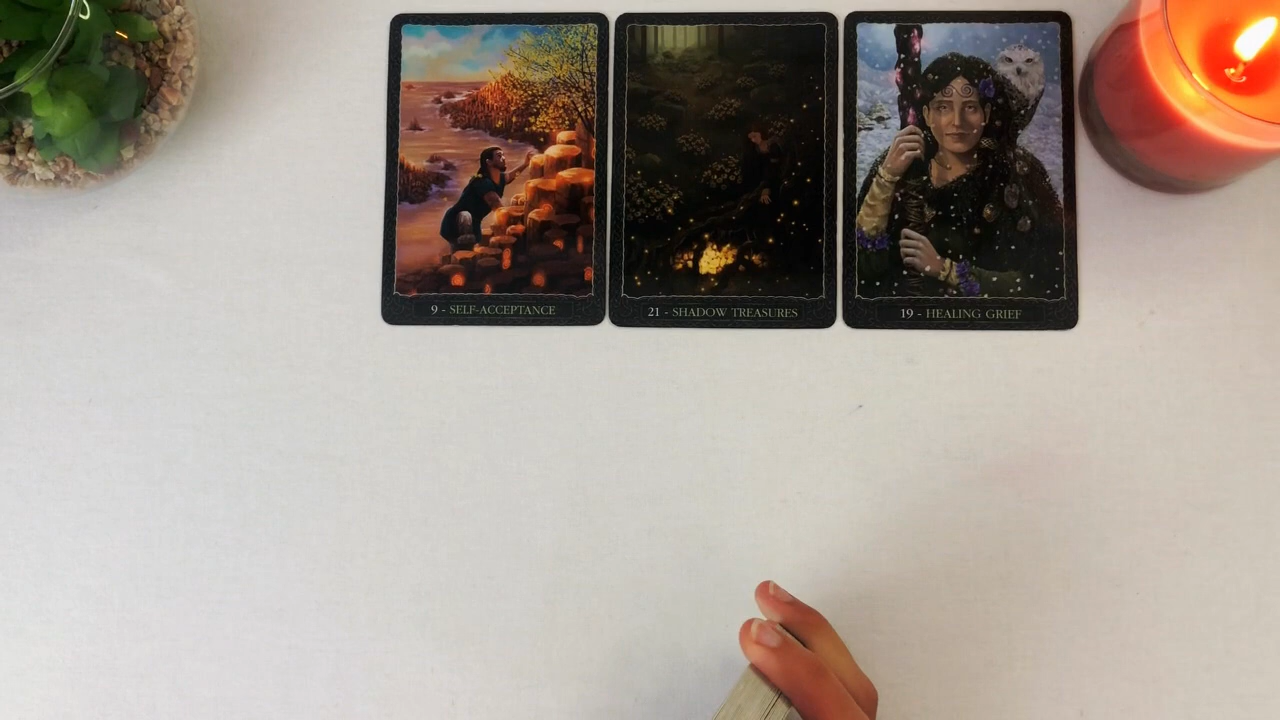 9 - SELF-ACCEPTANCE
21 - SHADOW TREASURES
19 - HEALING GRIEF